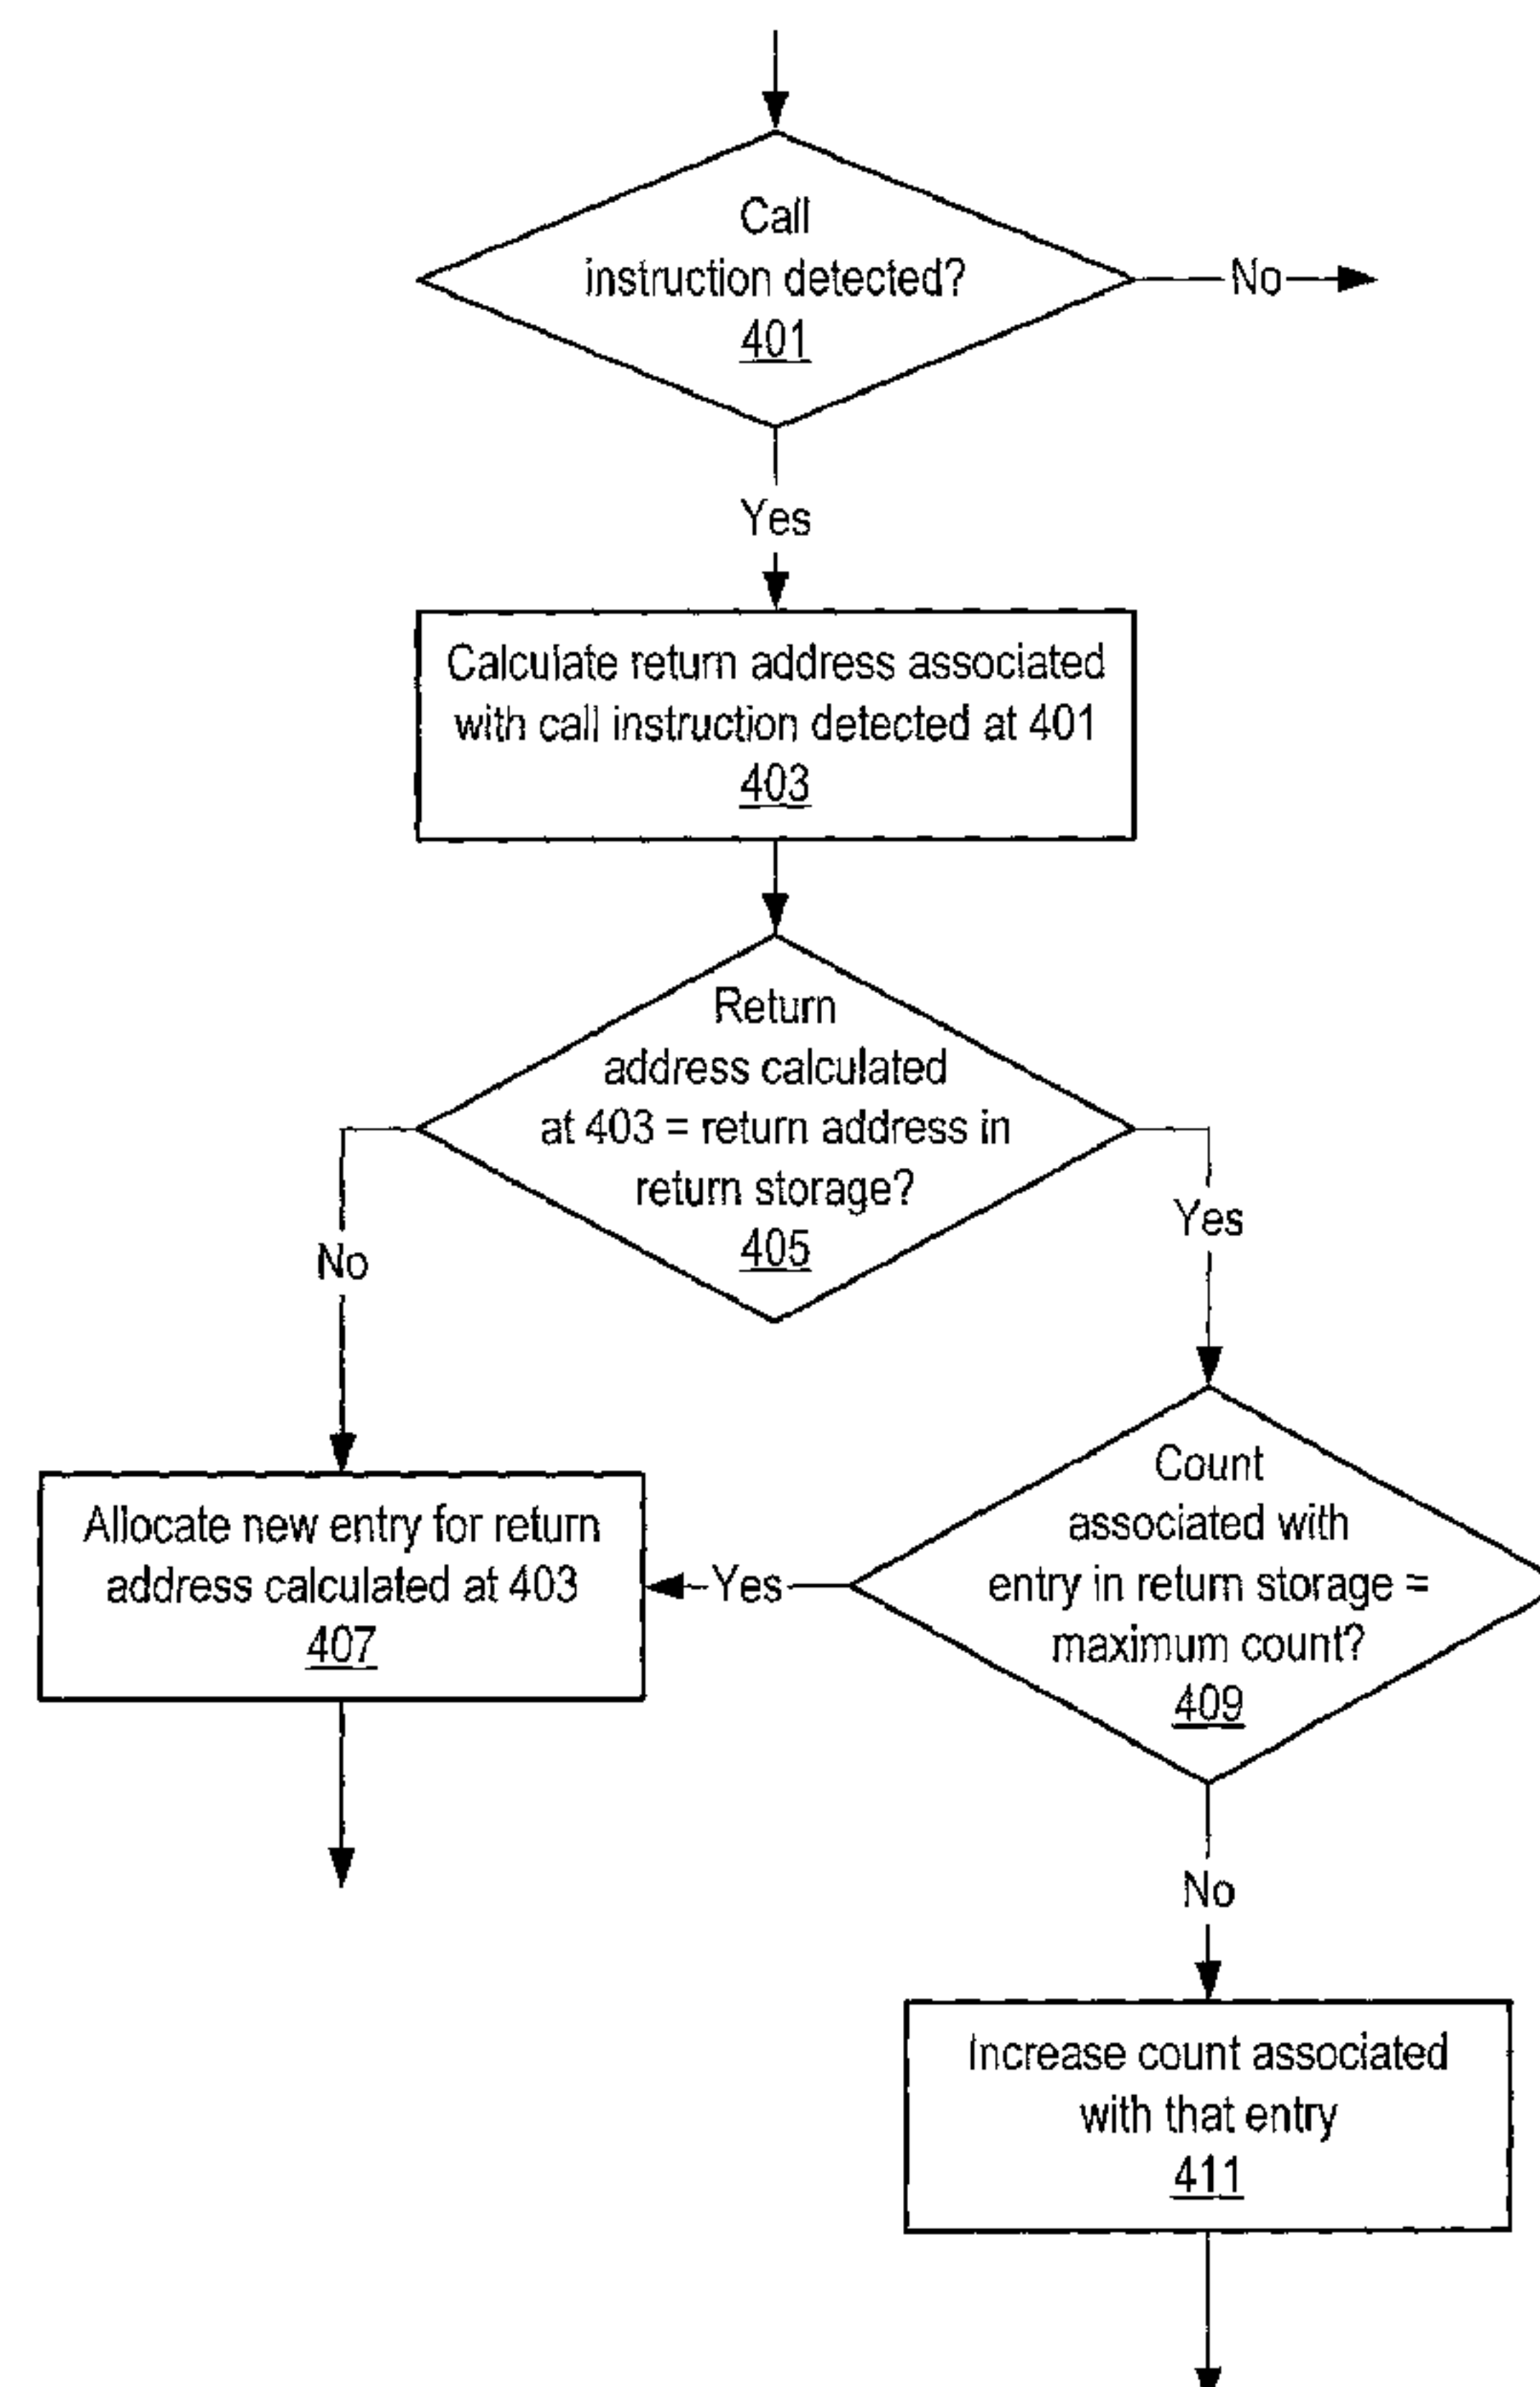 Call
instruction detected?
401
No
Yes
Calculate return address associated
with call instruction detected at 401
403
Return
address calculated
at 403 = return address in
return storage?
405
No
Yes
Allocate new entry for return
address calculated at 403
407
Yes
Count
associated with
entry in return storage =
maximum count?
409
No
Increase count associated
with that entry
411